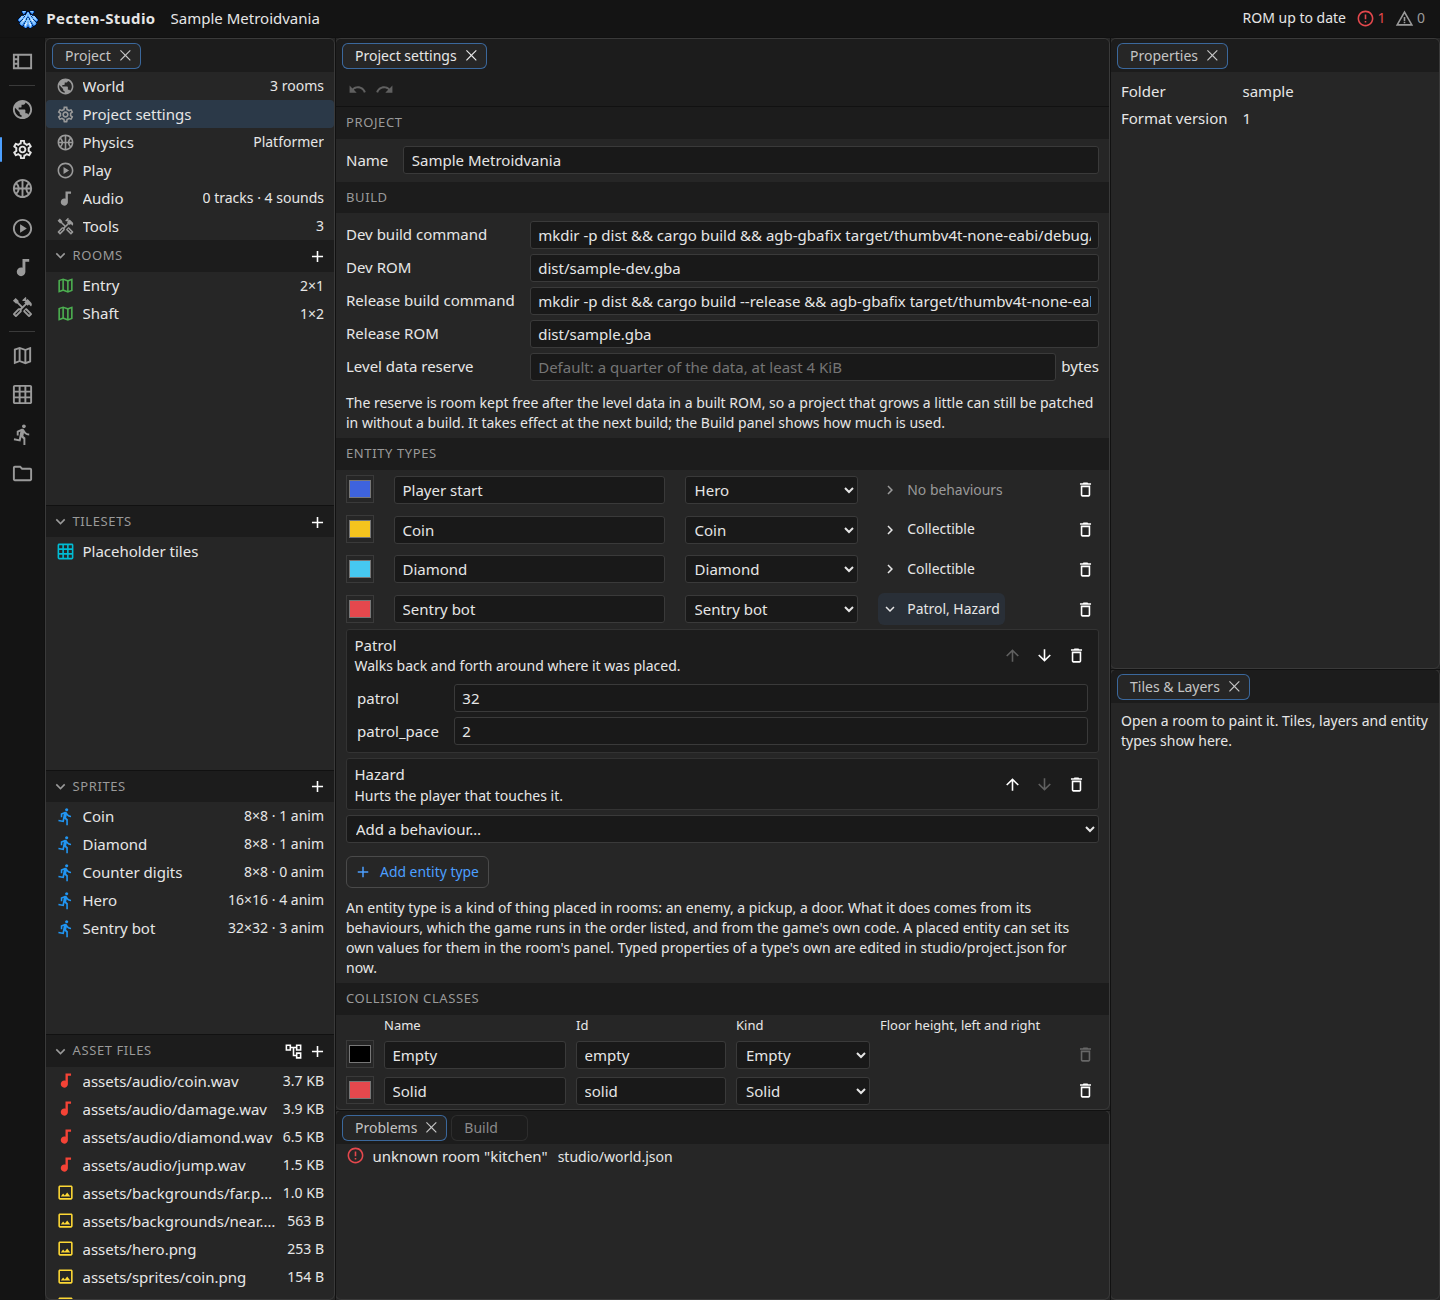 Pecten-Studio Sample Metroidvania
ROM up to date 1 0
Project
World 3 rooms
Project settings
Physics Platformer
Play
Audio 0 tracks · 4 sounds
Tools 3
ROOMS
Entry 2×1
Shaft 1×2
TILESETS
Placeholder tiles
SPRITES
Coin 8×8 · 1 anim
Diamond 8×8 · 1 anim
Counter digits 8×8 · 0 anim
Hero 16×16 · 4 anim
Sentry bot 32×32 · 3 anim
ASSET FILES
assets/audio/coin.wav 3.7 KB
assets/audio/damage.wav 3.9 KB
assets/audio/diamond.wav 6.5 KB
assets/audio/jump.wav 1.5 KB
assets/backgrounds/far.p... 1.0 KB
assets/backgrounds/near.... 563 B
assets/hero.png 253 B
assets/sprites/coin.png 154 B
Project settings
PROJECT
Name Sample Metroidvania
BUILD
Dev build command mkdir -p dist && cargo build && agb-gbafix target/thumbv4t-none-eabi/debug,
Dev ROM dist/sample-dev.gba
Release build command mkdir -p dist && cargo build --release && agb-gbafix target/thumbv4t-none-eal
Release ROM dist/sample.gba
Level data reserve Default: a quarter of the data, at least 4 KiB bytes
The reserve is room kept free after the level data in a built ROM, so a project that grows a little can still be patched
in without a build. It takes effect at the next build; the Build panel shows how much is used.
ENTITY TYPES
Player start Hero No behaviours
Coin Coin Collectible
Diamond Diamond Collectible
Sentry bot Sentry bot Patrol, Hazard
Patrol
Walks back and forth around where it was placed.
patrol 32
patrol_pace 2
Hazard
Hurts the player that touches it.
Add a behaviour...
Add entity type
An entity type is a kind of thing placed in rooms: an enemy, a pickup, a door. What it does comes from its
behaviours, which the game runs in the order listed, and from the game's own code. A placed entity can set its
own values for them in the room's panel. Typed properties of a type's own are edited in studio/project.json for
now.
COLLISION CLASSES
Name Id Kind Floor height, left and right
Empty empty Empty
Solid solid Solid
Problems Build
unknown room "kitchen" studio/world.json
Properties
Folder sample
Format version 1
Tiles & Layers
Open a room to paint it. Tiles, layers and entity
types show here.